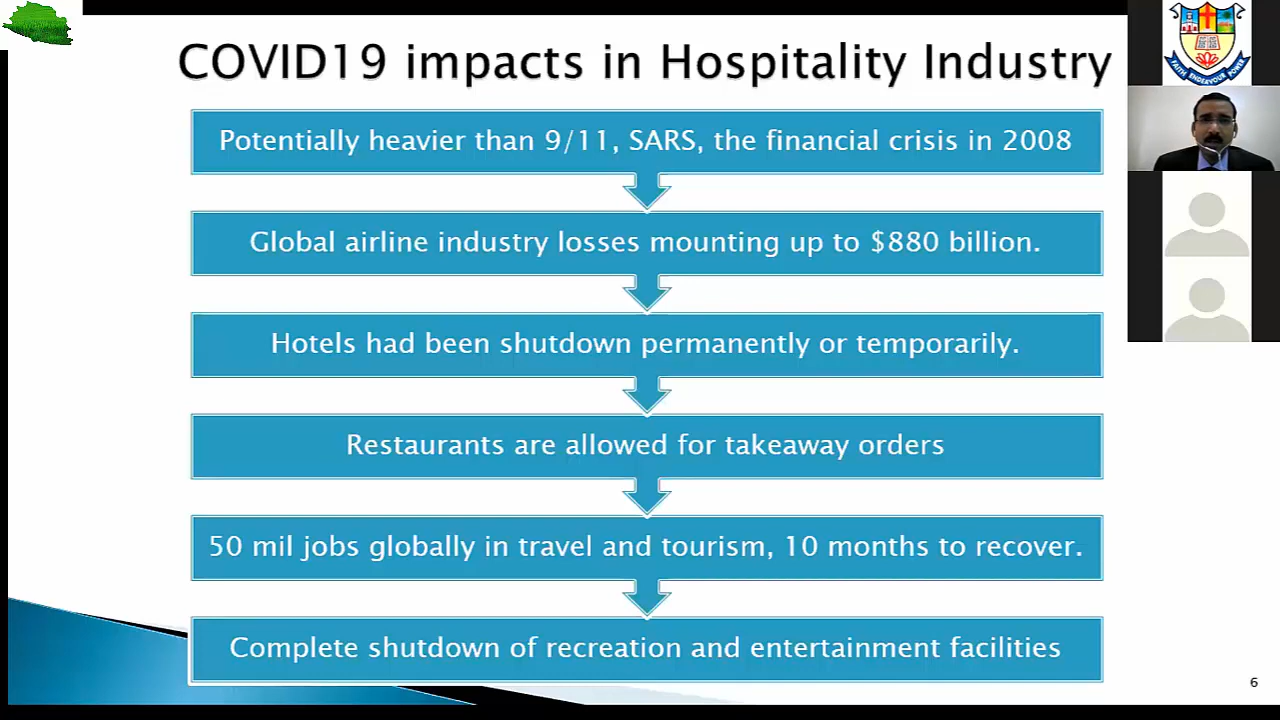 COVID19 impacts in Hospitality Industry
Potentially heavier than 9/11, SARS, the financial crisis in 2008
Global airline industry losses mounting up to $880 billion.
Hotels had been shutdown permanently or temporarily.
Restaurants are allowed for takeaway orders
50 mil jobs globally in travel and tourism, 10 months to recover.
Complete shutdown of recreation and entertainment facilities
6
FAITH ENDEAVOUR POWER